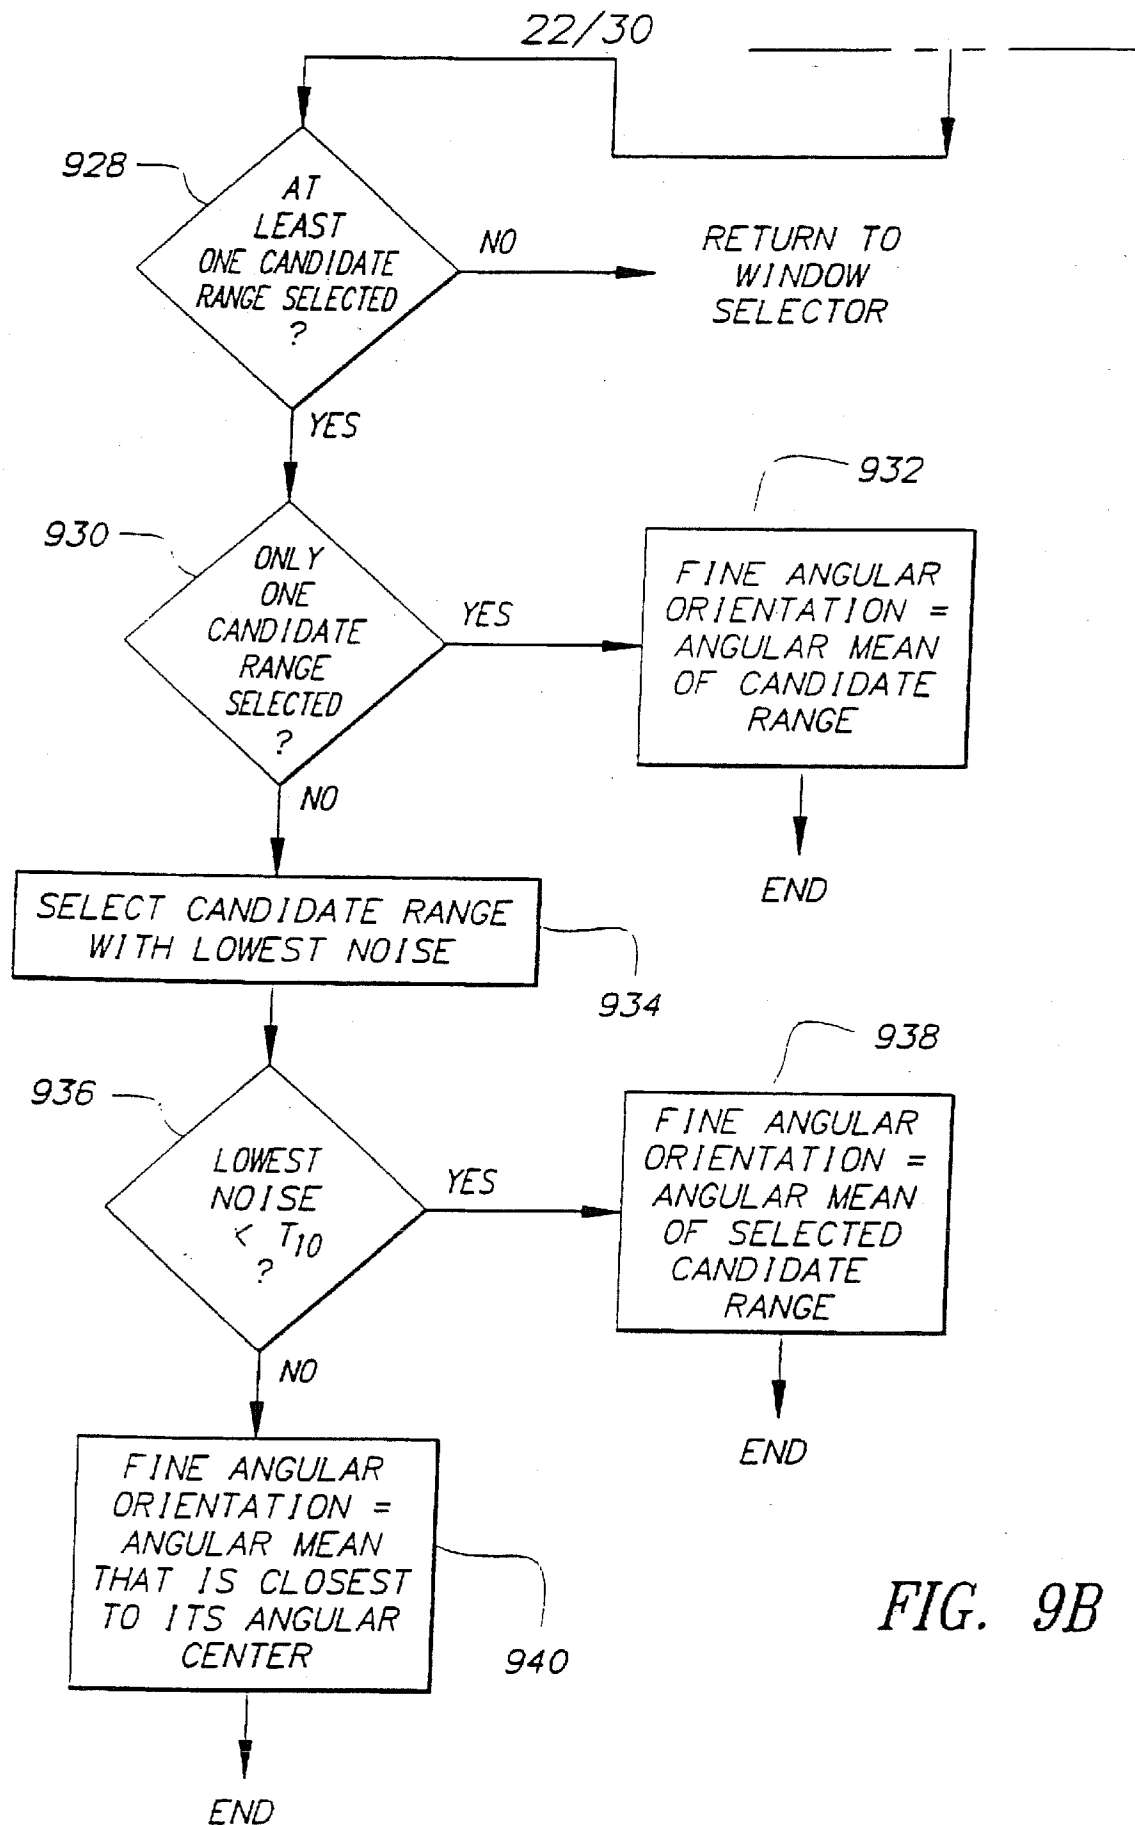 22/30
928
AT
LEAST
ONE CANDIDATE
RANGE SELECTED
?
NO
RETURN TO
WINDOW
SELECTOR
YES
930
ONLY
ONE
CANDIDATE
RANGE
SELECTED
?
YES
932
FINE ANGULAR
ORIENTATION =
ANGULAR MEAN
OF CANDIDATE
RANGE
END
NO
SELECT CANDIDATE RANGE
WITH LOWEST NOISE
934
936
LOWEST
NOISE
< T10
?
YES
938
FINE ANGULAR
ORIENTATION =
ANGULAR MEAN
OF SELECTED
CANDIDATE
RANGE
END
NO
FINE ANGULAR
ORIENTATION =
ANGULAR MEAN
THAT IS CLOSEST
TO ITS ANGULAR
CENTER
940
END
FIG. 9B